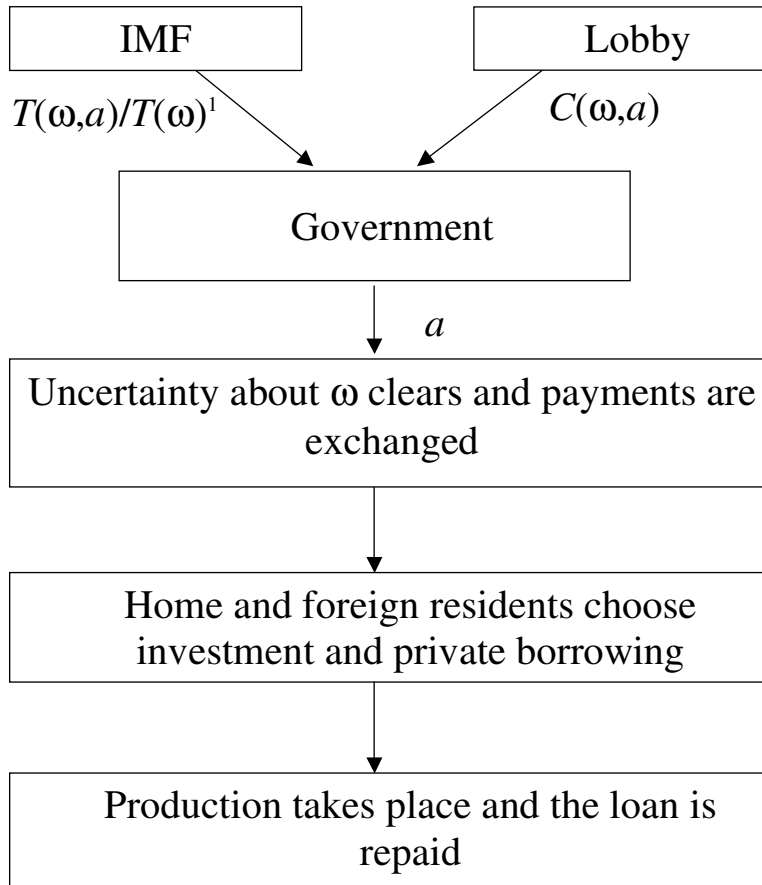 IMF
Lobby
T(ω,a)/T(ω)¹
C(ω,a)
Government
a
Uncertainty about ω clears and payments are
exchanged
Home and foreign residents choose
investment and private borrowing
Production takes place and the loan is
repaid